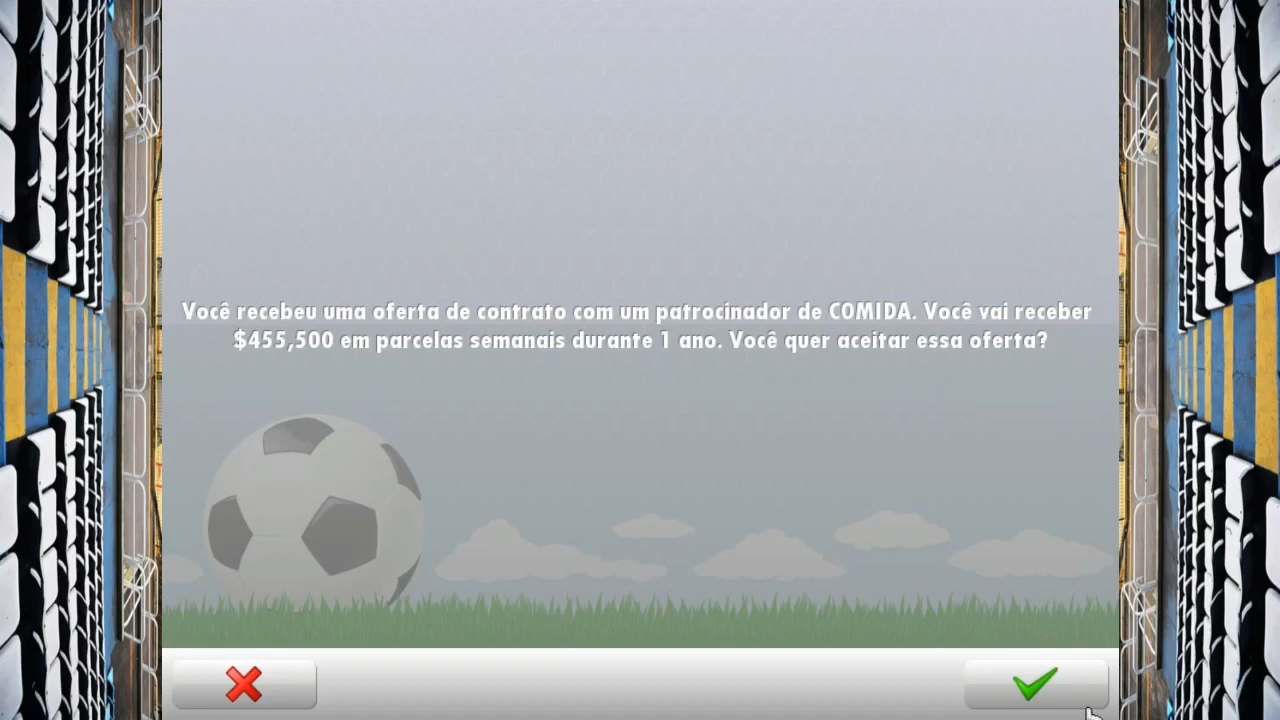 Você recebeu uma oferta de contrato com um patrocinador de COMIDA. Você vai receber
$455,500 em parcelas semanais durante 1 ano. Você quer aceitar essa oferta?